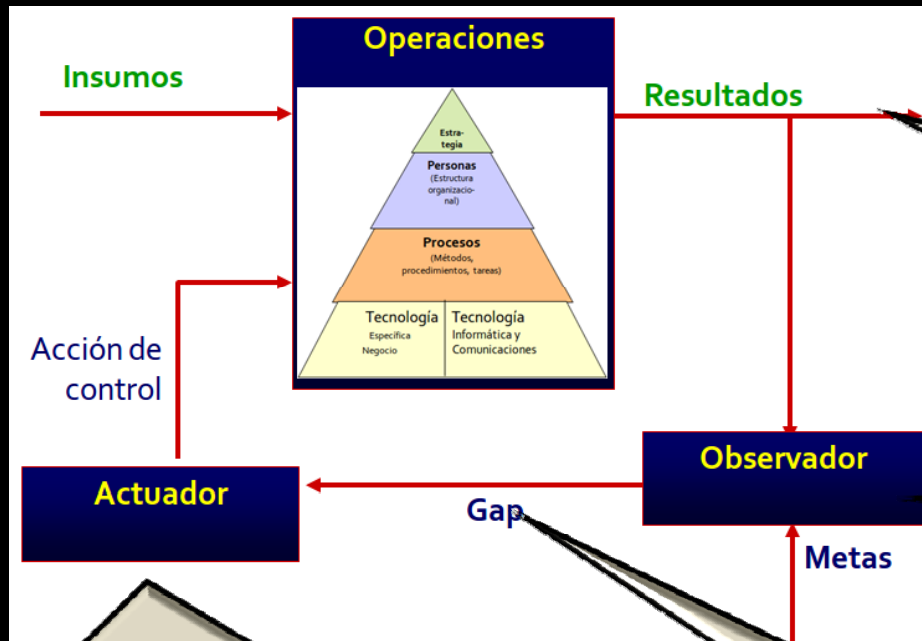 Operaciones
Insumos
Resultados
Estra-
tegia
Personas
(Estructura
organizacio-
nal)
Procesos
(Métodos,
procedimientos, tareas)
Tecnología
Específica
Negocio
Tecnología
Informática y
Comunicaciones
Acción de
control
Observador
Actuador
Gap
Metas